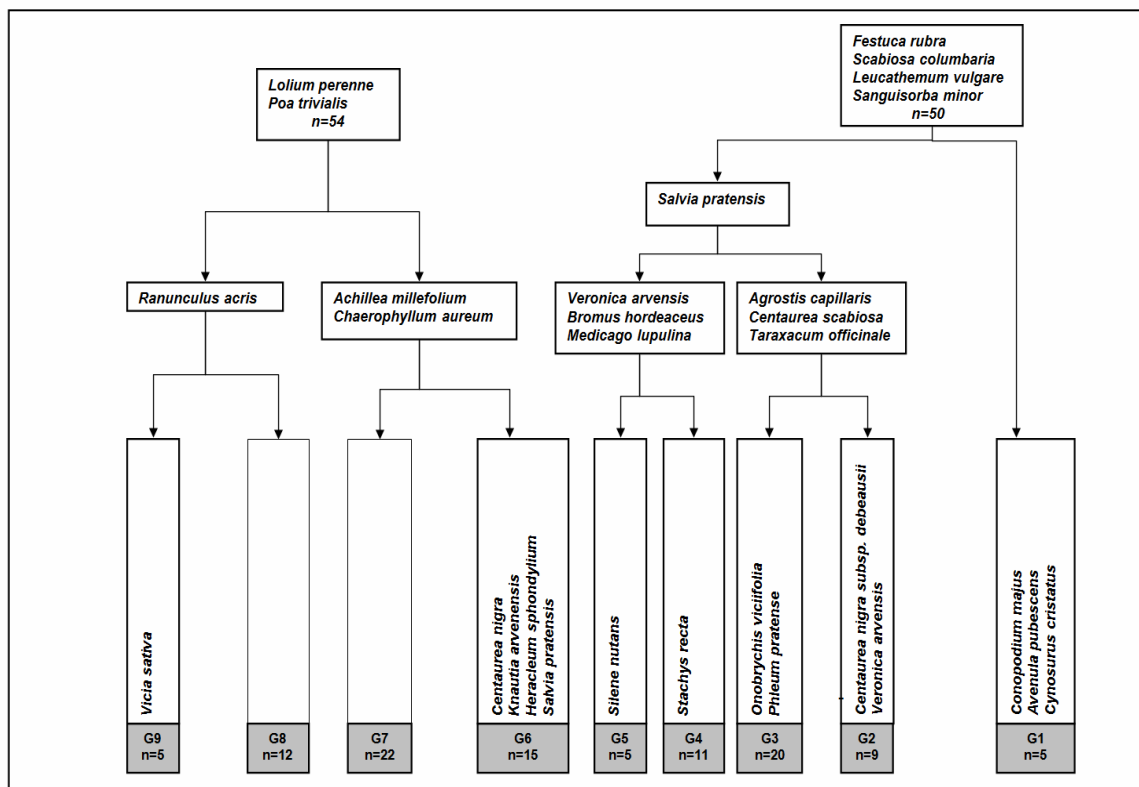 Festuca rubra
Scabiosa columbaria
Leucathemum vulgare
Sanguisorba minor
n=50
Lolium perenne
Poa trivialis
n=54
Salvia pratensis
Ranunculus acris
Achillea millefolium
Chaerophyllum aureum
Veronica arvensis
Bromus hordeaceus
Medicago lupulina
Agrostis capillaris
Centaurea scabiosa
Taraxacum officinale
Vicia sativa
Centaurea nigra
Knautia arvenensis
Heracleum sphondylium
Salvia pratensis
Silene nutans
Stachys recta
Onobrychis viciifolia
Phleum pratense
Centaurea nigra subsp. debeausii
Veronica arvensis
Conopodium majus
Avenula pubescens
Cynosurus cristatus
G9
n=5
G8
n=12
G7
n=22
G6
n=15
G5
n=5
G4
n=11
G3
n=20
G2
n=9
G1
n=5